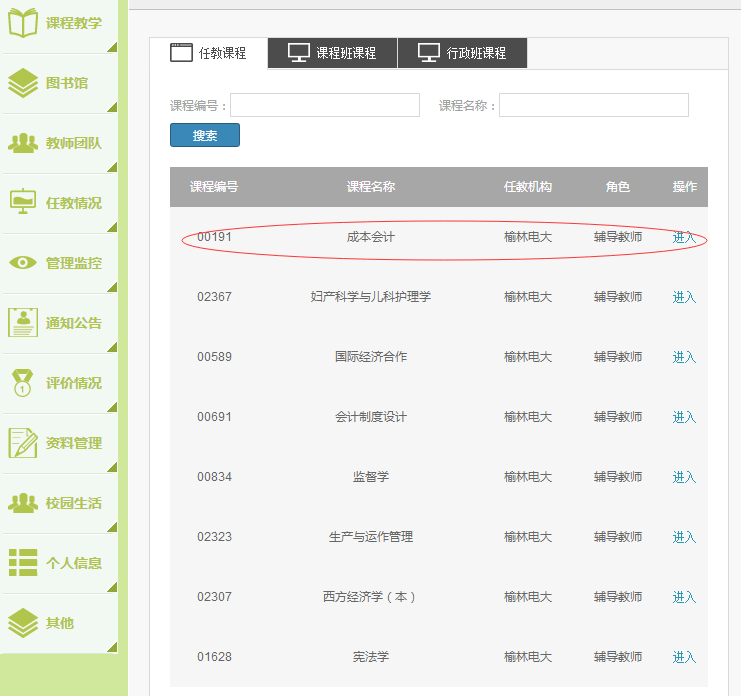 课程教学
图书馆
教师团队
任教情况
管理监控
通知公告
评价情况
资料管理
校园生活
个人信息
其他
任教课程 课程班课程 行政班课程
课程编号： 课程名称：
搜索
课程编号 课程名称 任教机构 角色 操作
00191 成本会计 榆林电大 辅导教师 进入
02367 妇产科学与儿科护理学 榆林电大 辅导教师 进入
00589 国际经济合作 榆林电大 辅导教师 进入
00691 会计制度设计 榆林电大 辅导教师 进入
00834 监督学 榆林电大 辅导教师 进入
02323 生产与运作管理 榆林电大 辅导教师 进入
02307 西方经济学（本） 榆林电大 辅导教师 进入
01628 宪法学 榆林电大 辅导教师 进入